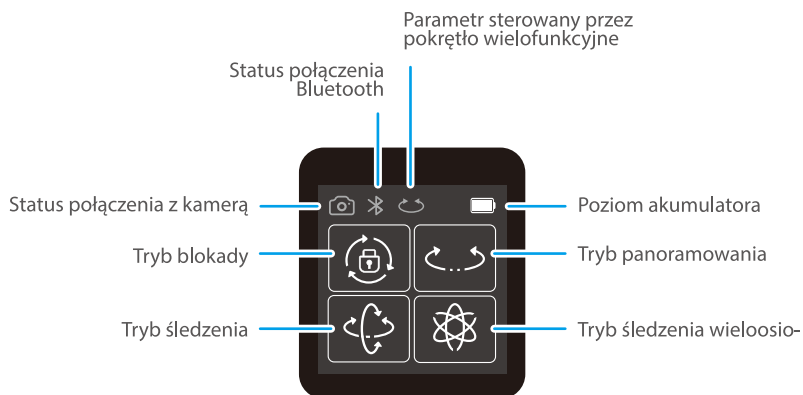 Parametr sterowany przez
pokrętło wielofunkcyjne
Status połączenia
Bluetooth
Status połączenia z kamerą
Poziom akumulatora
Tryb blokady
Tryb panoramowania
Tryb śledzenia
Tryb śledzenia wieloosio-